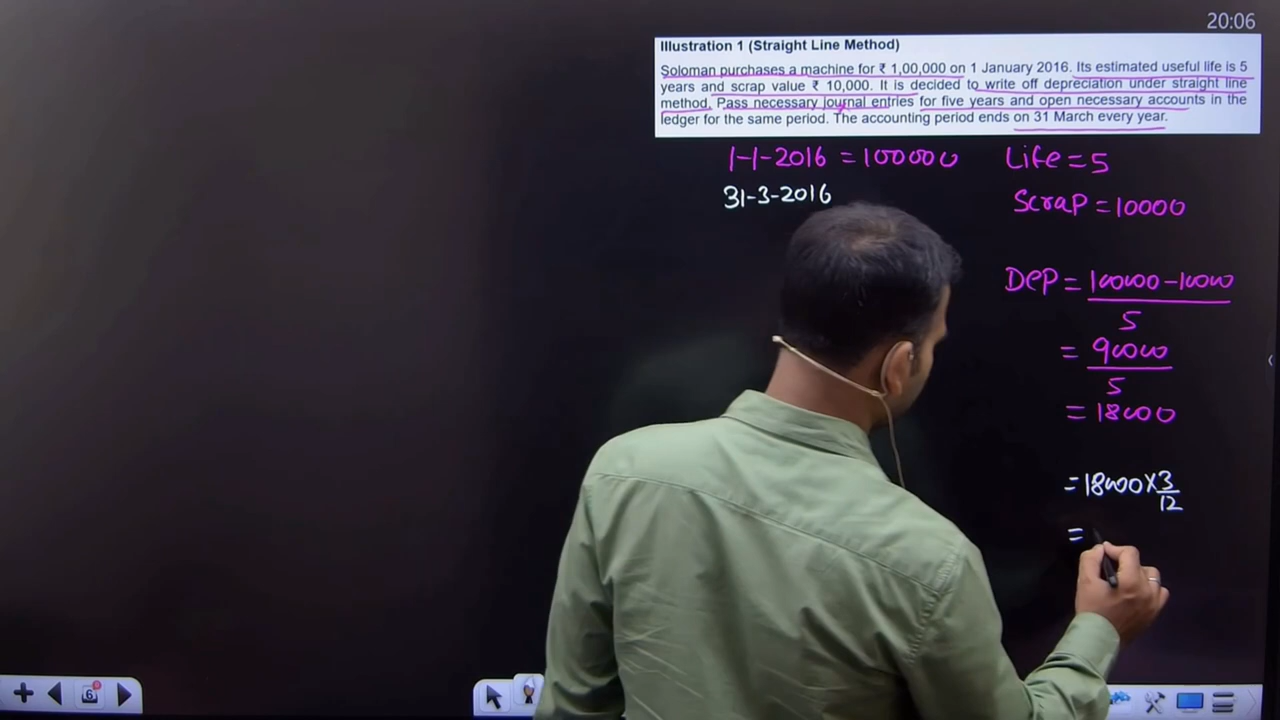 20:06
Illustration 1 (Straight Line Method)
Soloman purchases a machine for ₹ 1,00,000 on 1 January 2016. Its estimated useful life is 5
years and scrap value ₹ 10,000. It is decided to write off depreciation under straight line
method. Pass necessary journal entries for five years and open necessary accounts in the
ledger for the same period. The accounting period ends on 31 March every year.
1-1-2016 = 100000
Life = 5
31-3-2016
Scrap = 10000
Dep = 100000 - 10000
5
= 90000
5
= 18000
= 18000 × 3
12
=
6